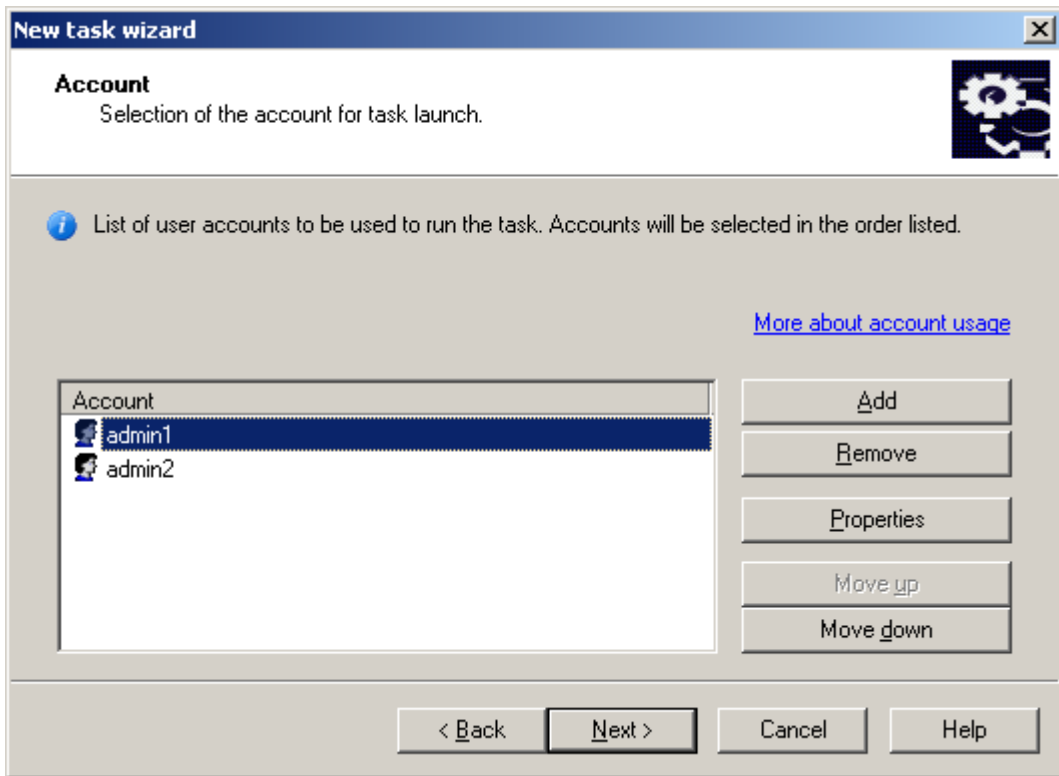 New task wizard
Account
Selection of the account for task launch.
List of user accounts to be used to run the task. Accounts will be selected in the order listed.
More about account usage
Account
admin1
admin2
Add
Remove
Properties
Move up
Move down
< Back
Next >
Cancel
Help